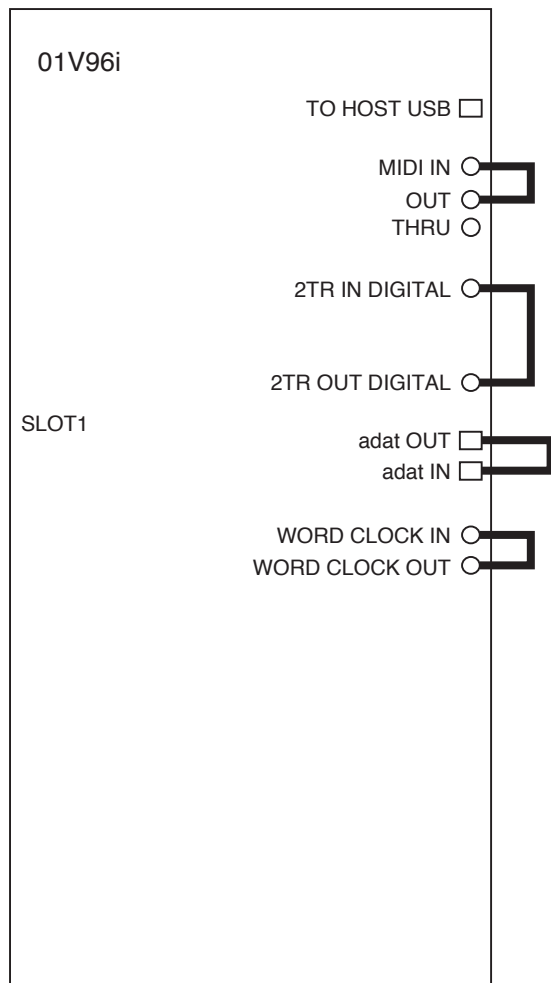 01V96i
TO HOST USB
MIDI IN
OUT
THRU
2TR IN DIGITAL
2TR OUT DIGITAL
SLOT1
adat OUT
adat IN
WORD CLOCK IN
WORD CLOCK OUT